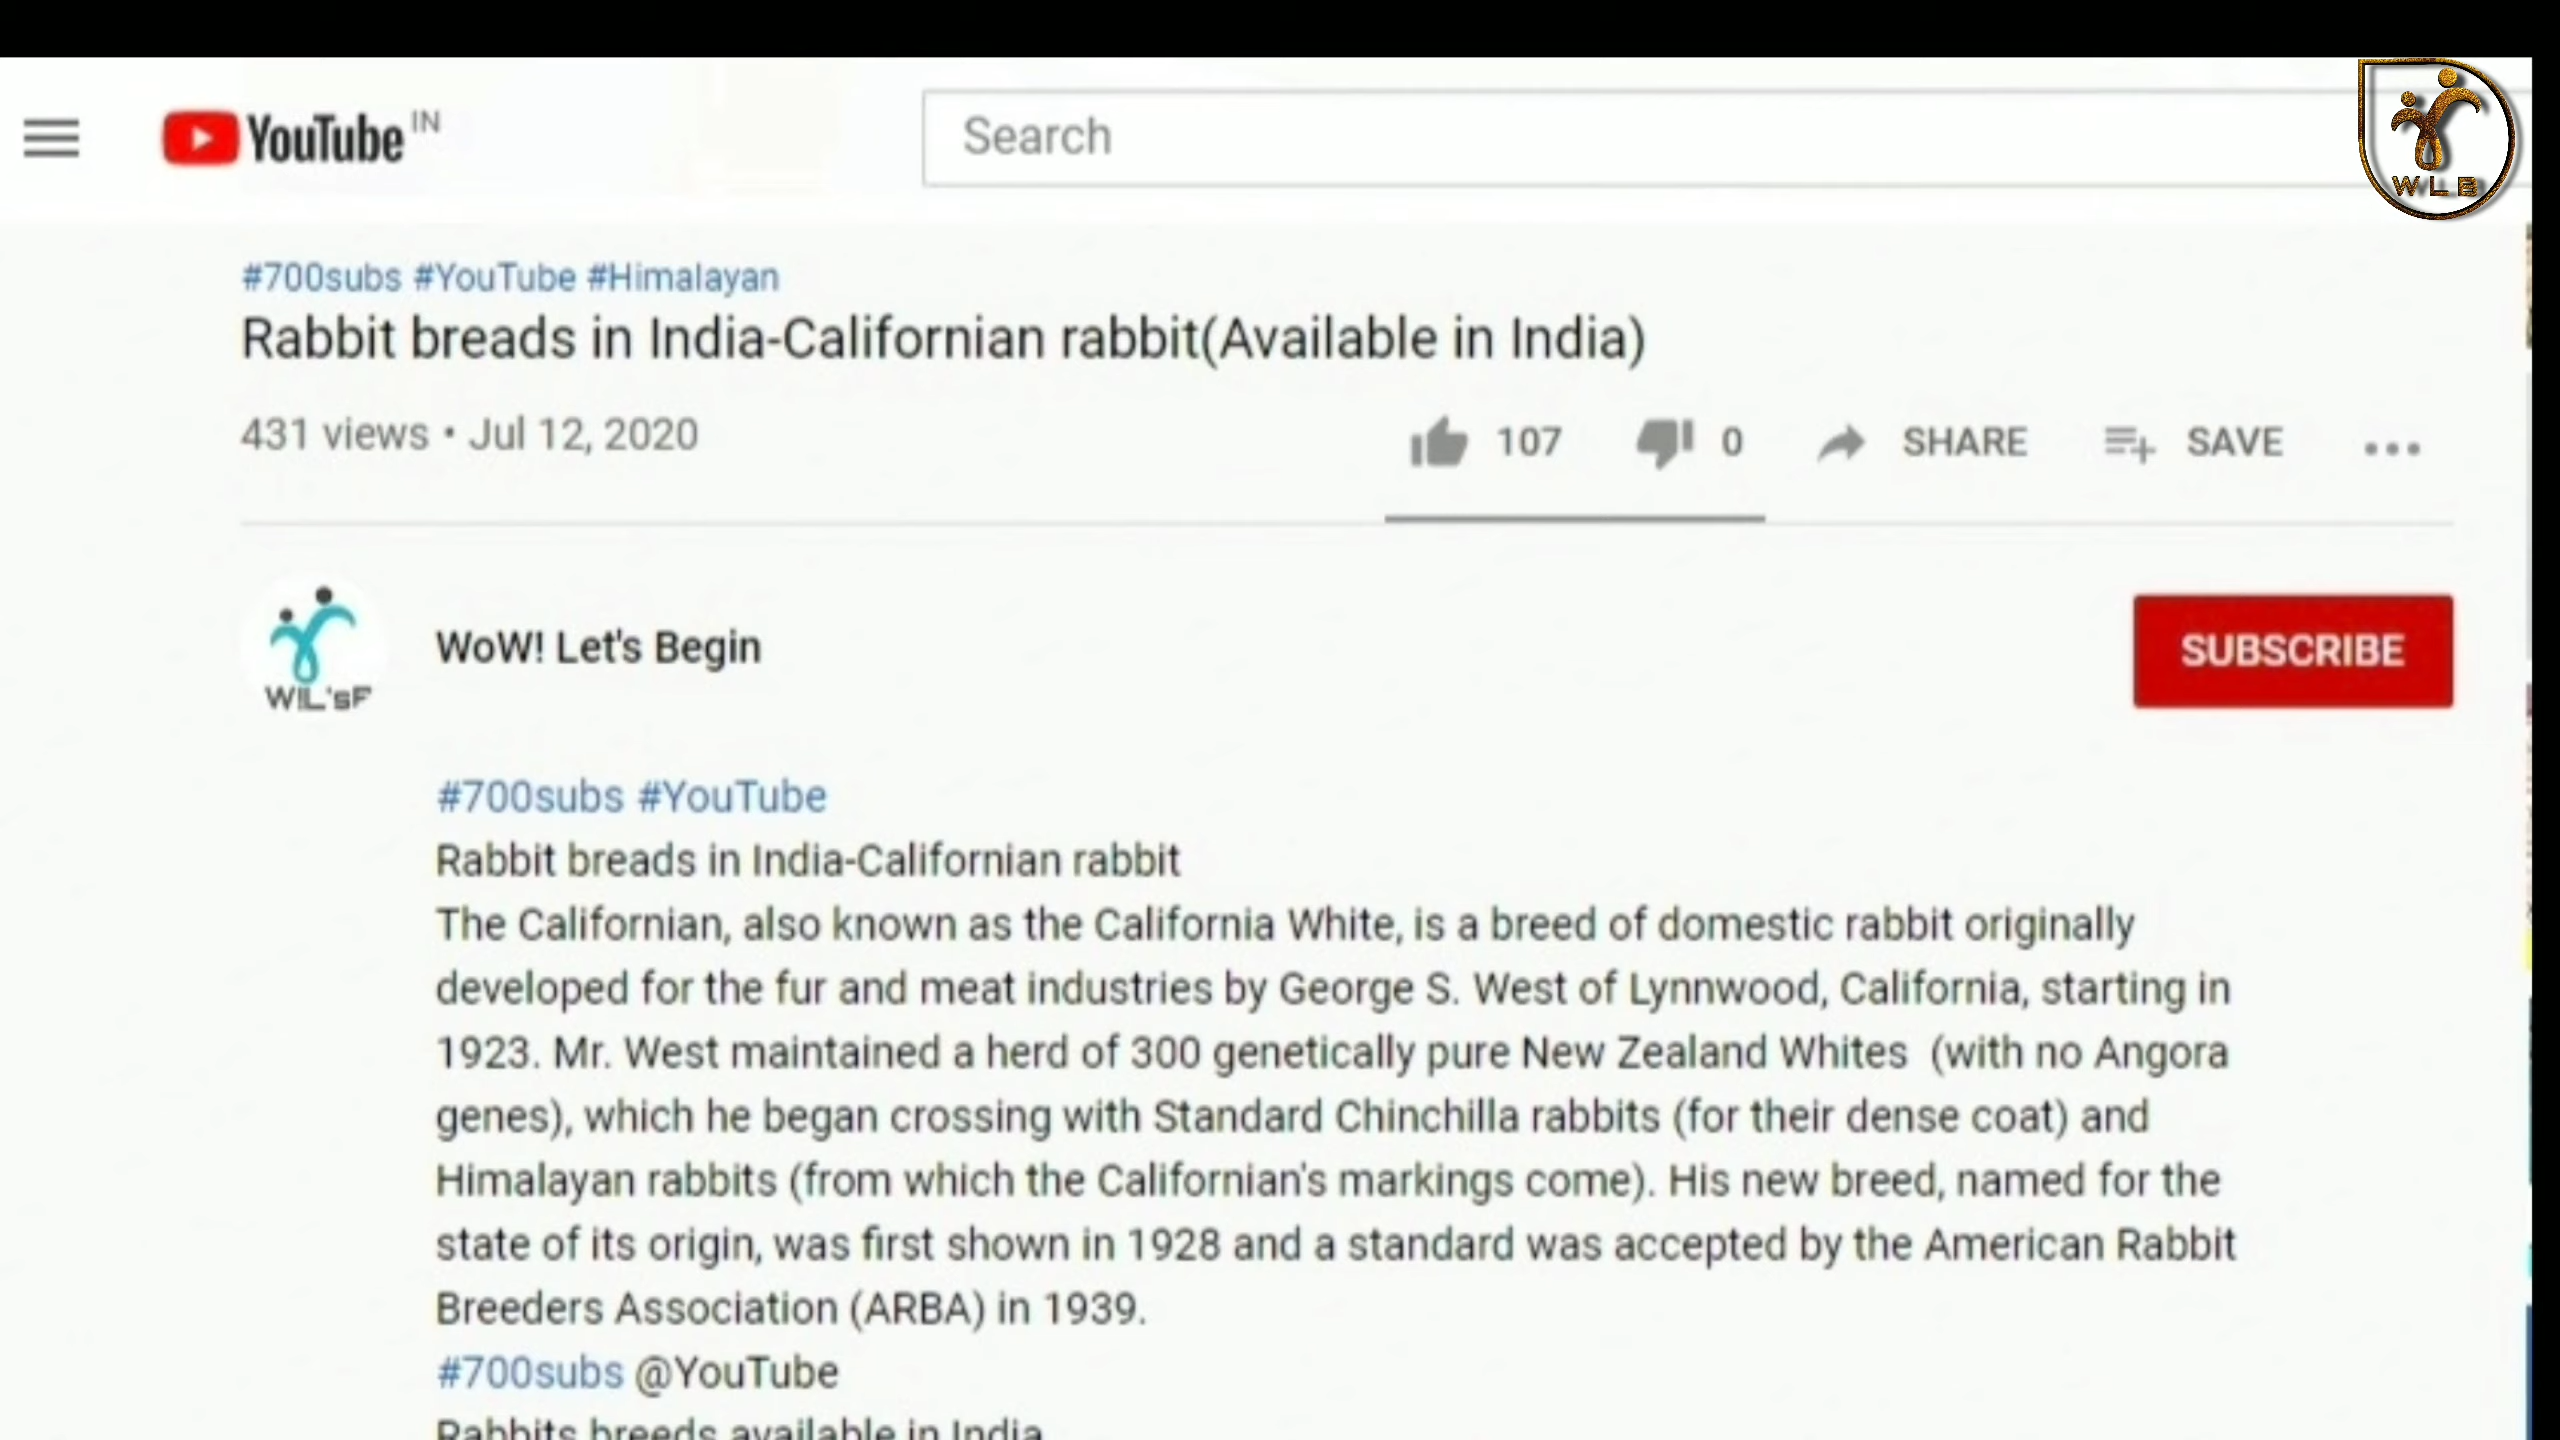 YouTube IN
Search
WLB
#700subs #YouTube #Himalayan
Rabbit breads in India-Californian rabbit(Available in India)
431 views • Jul 12, 2020
107 0 SHARE SAVE
WIL'sF
WoW! Let's Begin
SUBSCRIBE
#700subs #YouTube
Rabbit breads in India-Californian rabbit
The Californian, also known as the California White, is a breed of domestic rabbit originally
developed for the fur and meat industries by George S. West of Lynnwood, California, starting in
1923. Mr. West maintained a herd of 300 genetically pure New Zealand Whites (with no Angora
genes), which he began crossing with Standard Chinchilla rabbits (for their dense coat) and
Himalayan rabbits (from which the Californian's markings come). His new breed, named for the
state of its origin, was first shown in 1928 and a standard was accepted by the American Rabbit
Breeders Association (ARBA) in 1939.
#700subs @YouTube
Rabbits breeds available in India